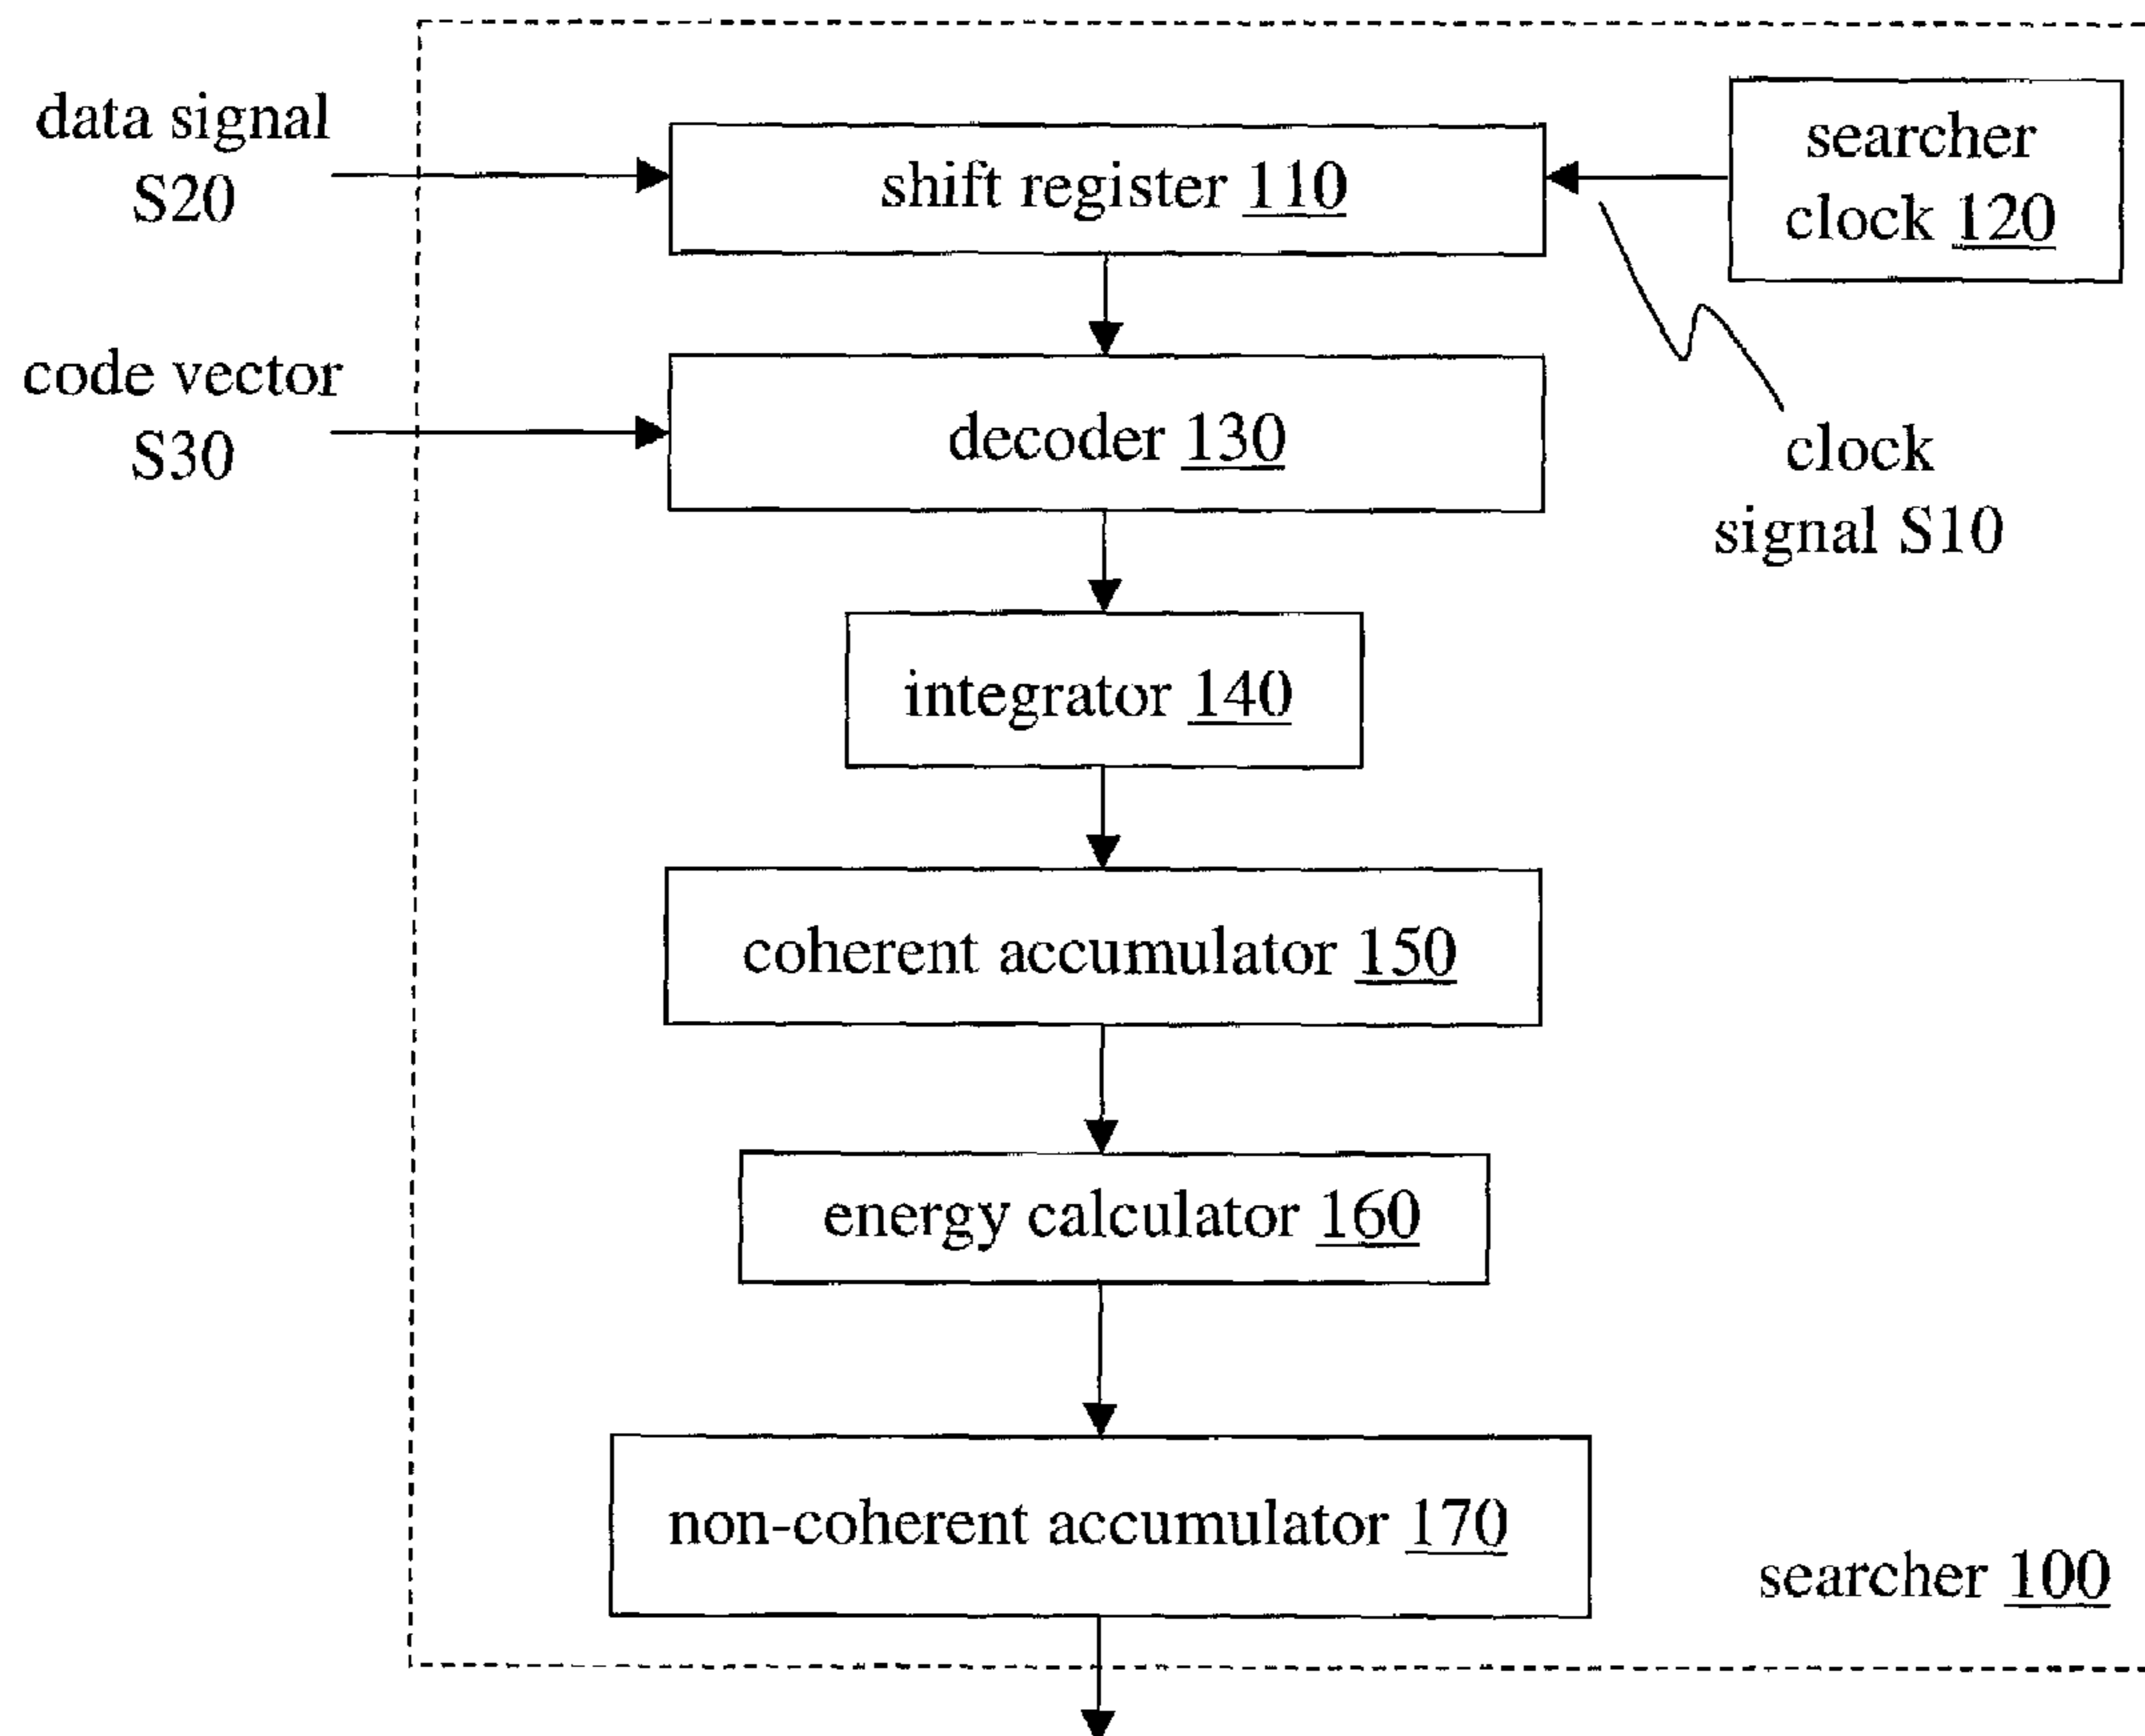 data signal
S20
shift register 110
searcher
clock 120
code vector
S30
decoder 130
clock
signal S10
integrator 140
coherent accumulator 150
energy calculator 160
non-coherent accumulator 170
searcher 100